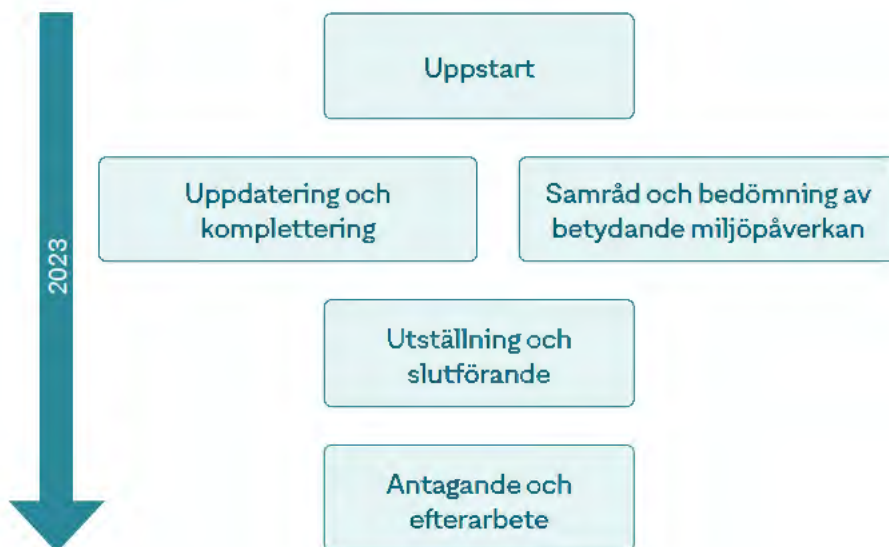 Uppstart
Uppdatering och
komplettering
Samråd och bedömning av
betydande miljöpåverkan
2023
Utställning och
slutförande
Antagande och
efterarbete